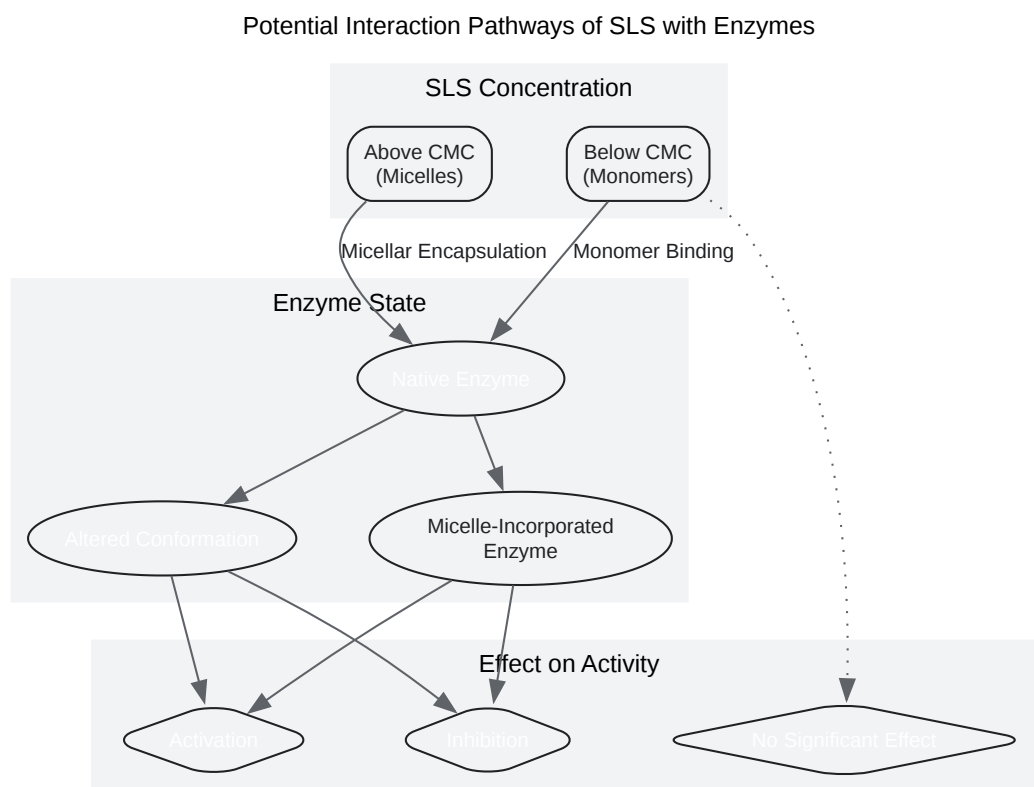 Potential Interaction Pathways of SLS with Enzymes
SLS Concentration
Above CMC
(Micelles)
Below CMC
(Monomers)
Micellar Encapsulation
Monomer Binding
Enzyme State
Native Enzyme
Altered Conformation
Micelle-Incorporated
Enzyme
Effect on Activity
Activation
Inhibition
No Significant Effect